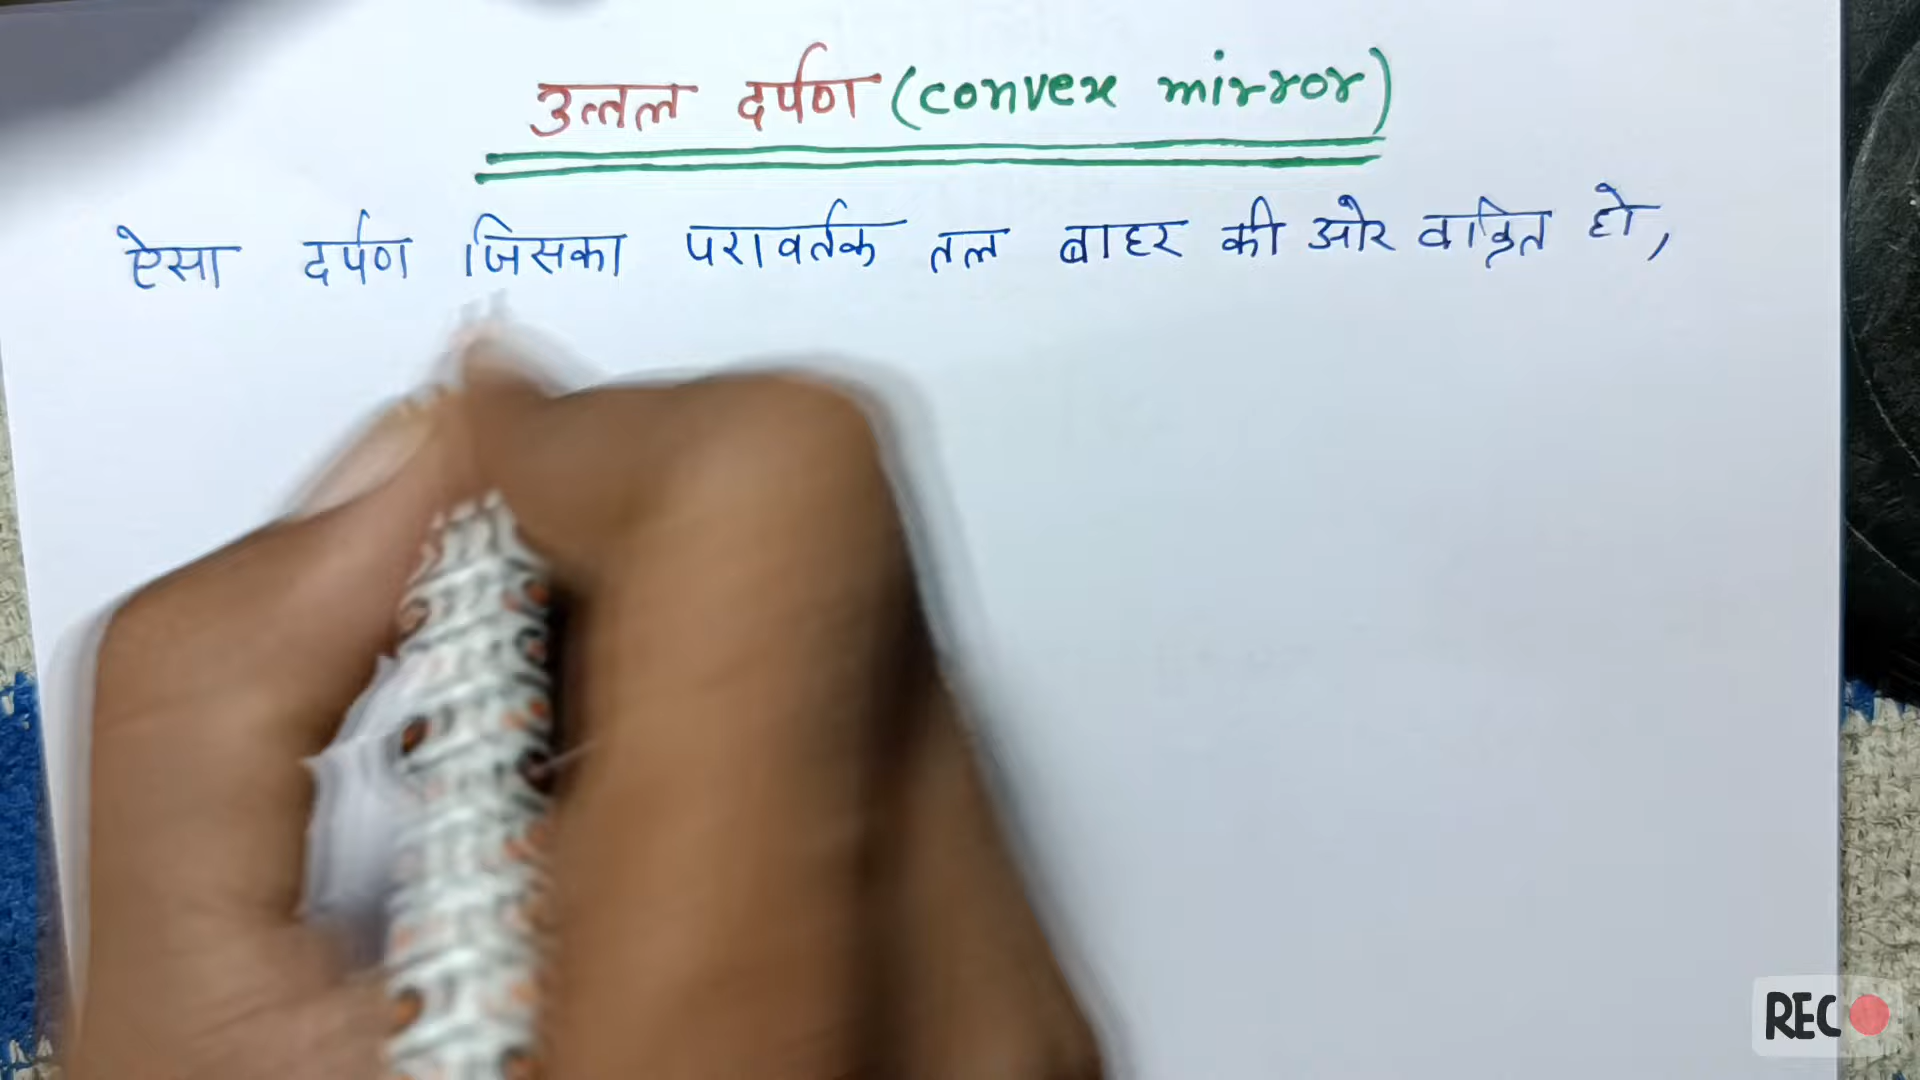 उत्तल दर्पण (convex mirror)
ऐसा दर्पण जिसका परावर्तक तल बाहर की ओर वक्रित हो,
REC